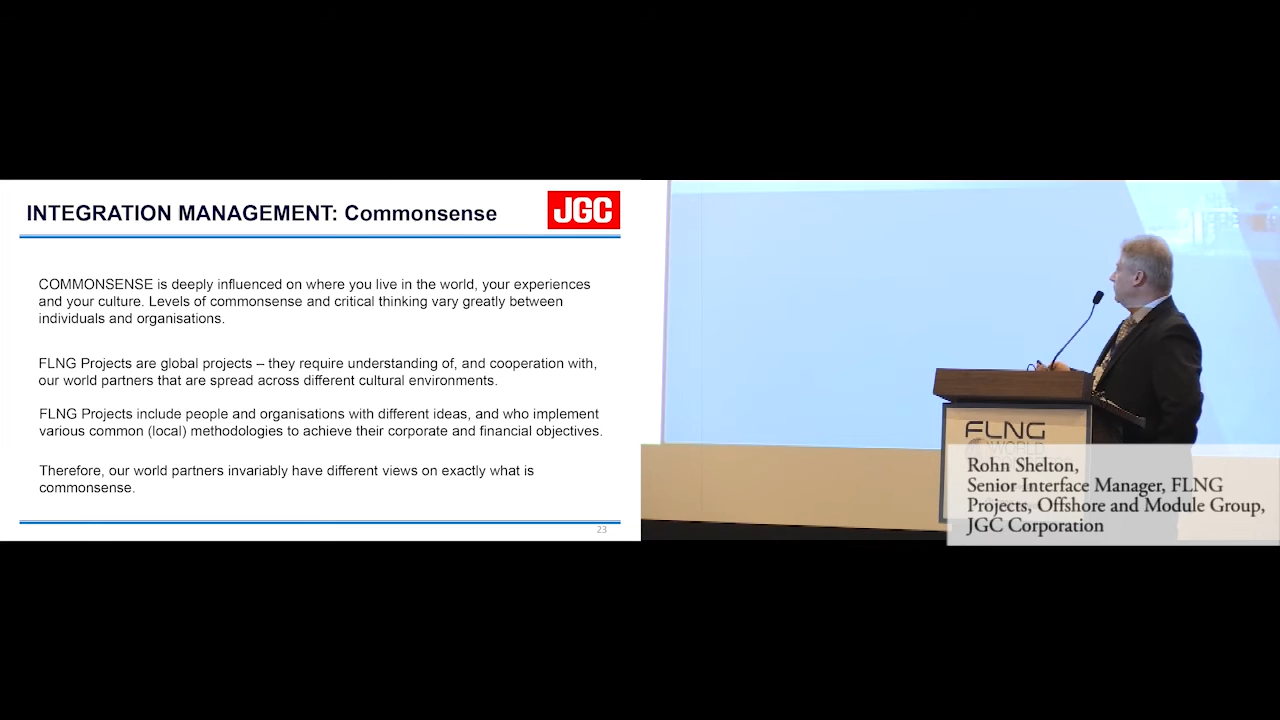 INTEGRATION MANAGEMENT: Commonsense
JGC
COMMONSENSE is deeply influenced on where you live in the world, your experiences
and your culture. Levels of commonsense and critical thinking vary greatly between
individuals and organisations.
FLNG Projects are global projects – they require understanding of, and cooperation with,
our world partners that are spread across different cultural environments.
FLNG Projects include people and organisations with different ideas, and who implement
various common (local) methodologies to achieve their corporate and financial objectives.
Therefore, our world partners invariably have different views on exactly what is
commonsense.
23
FLNG
WORLD
Rohn Shelton,
Senior Interface Manager, FLNG
Projects, Offshore and Module Group,
JGC Corporation